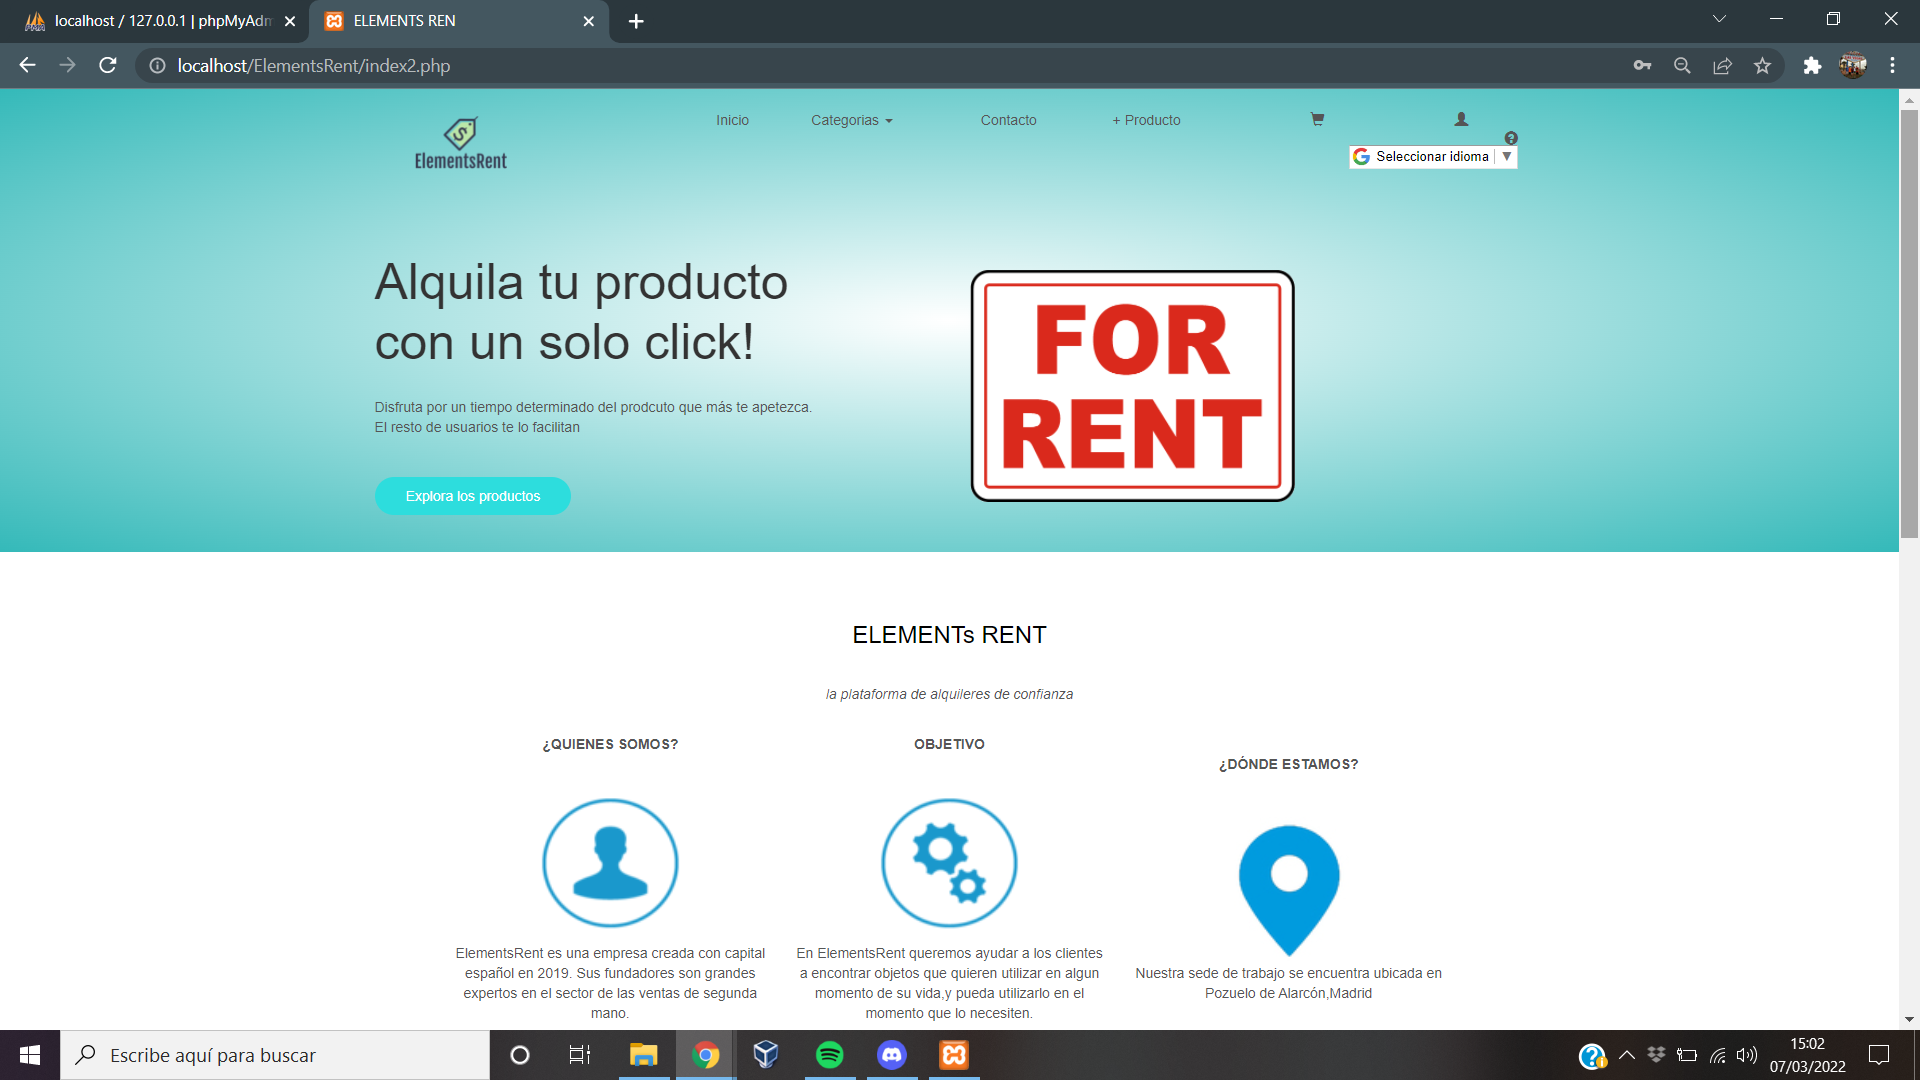 localhost / 127.0.0.1 | phpMyAdm
ELEMENTS REN
localhost/ElementsRent/index2.php
ElementsRent
Inicio
Categorias
Contacto
+ Producto
Seleccionar idioma
Alquila tu producto
con un solo click!
Disfruta por un tiempo determinado del prodcuto que más te apetezca.
El resto de usuarios te lo facilitan
Explora los productos
FOR
RENT
ELEMENTs RENT
la plataforma de alquileres de confianza
¿QUIENES SOMOS?
ElementsRent es una empresa creada con capital
español en 2019. Sus fundadores son grandes
expertos en el sector de las ventas de segunda
mano.
OBJETIVO
En ElementsRent queremos ayudar a los clientes
a encontrar objetos que quieren utilizar en algun
momento de su vida,y pueda utilizarlo en el
momento que lo necesiten.
¿DÓNDE ESTAMOS?
Nuestra sede de trabajo se encuentra ubicada en
Pozuelo de Alarcón,Madrid
Escribe aquí para buscar
15:02
07/03/2022